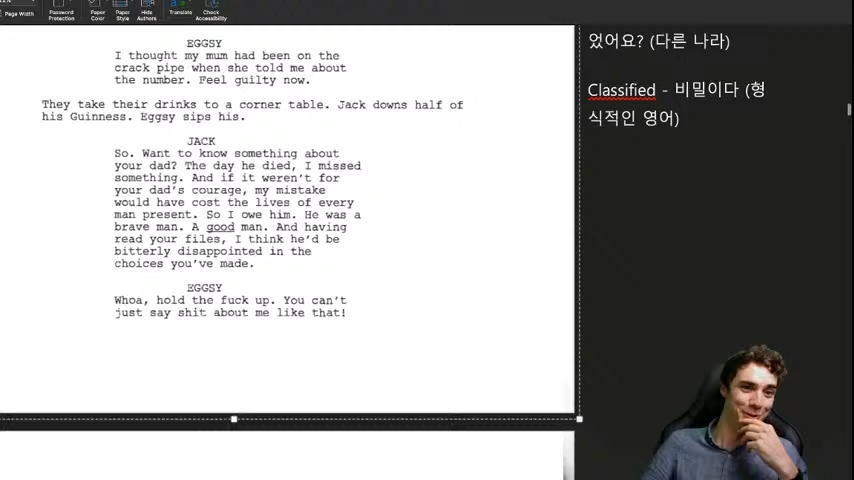 Page Width
Password
Protection
Paper
Color
Paper
Style
Hide
Authors
Translate
Check
Accessibility
EGGSY
I thought my mum had been on the
crack pipe when she told me about
the number. Feel guilty now.
They take their drinks to a corner table. Jack downs half of
his Guinness. Eggsy sips his.
JACK
So. Want to know something about
your dad? The day he died, I missed
something. And if it weren't for
your dad's courage, my mistake
would have cost the lives of every
man present. So I owe him. He was a
brave man. A good man. And having
read your files, I think he'd be
bitterly disappointed in the
choices you've made.
EGGSY
Whoa, hold the fuck up. You can't
just say shit about me like that!
었어요? (다른 나라)
Classified - 비밀이다 (형
식적인 영어)